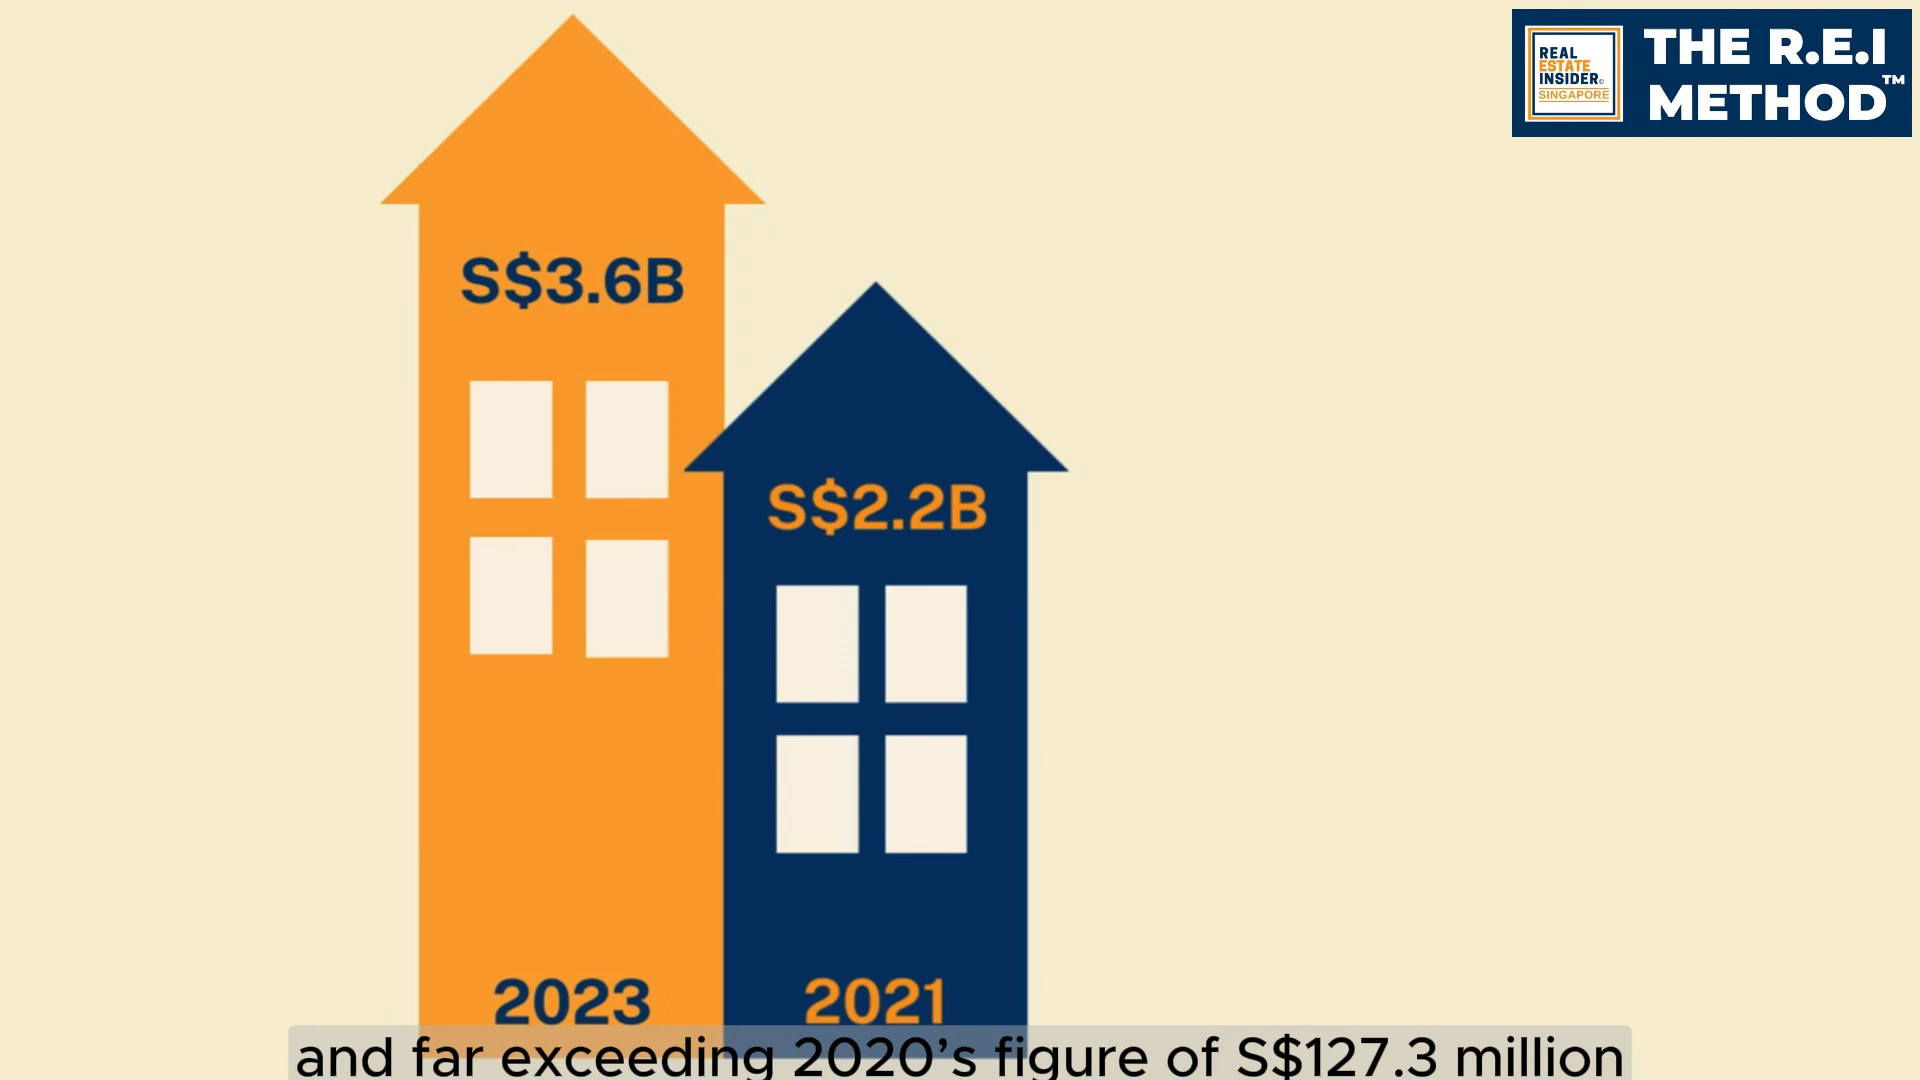 REAL
ESTATE
INSIDER©
SINGAPORE
THE R.E.I
METHOD™
S$3.6B
S$2.2B
2023
2021
and far exceeding 2020’s figure of S$127.3 million